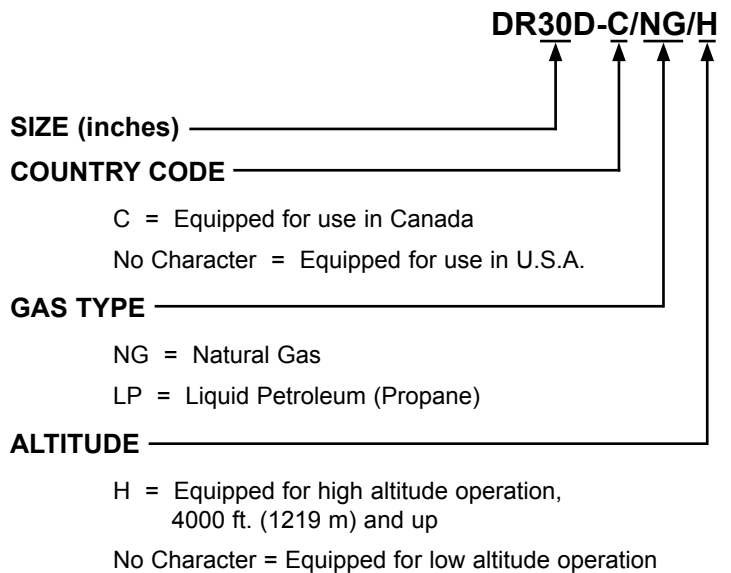 DR30D-C/NG/H
SIZE (inches)
COUNTRY CODE
C = Equipped for use in Canada
No Character = Equipped for use in U.S.A.
GAS TYPE
NG = Natural Gas
LP = Liquid Petroleum (Propane)
ALTITUDE
H = Equipped for high altitude operation,
4000 ft. (1219 m) and up
No Character = Equipped for low altitude operation